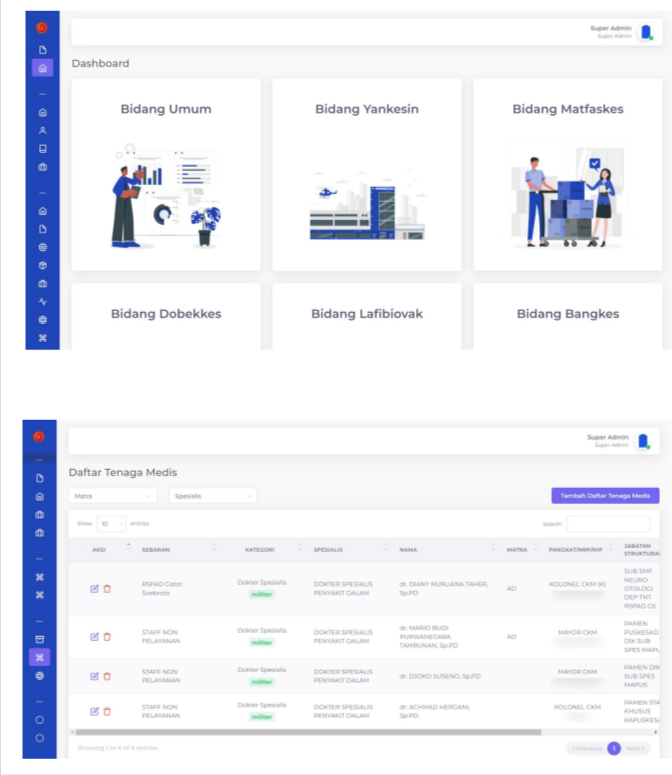 Super Admin
Super Admin
Dashboard
Bidang Umum
Bidang Yankesin
Bidang Matfaskes
Bidang Dobekkes
Bidang Lafibiovak
Bidang Bangkes
Super Admin
Super Admin
Daftar Tenaga Medis
Matra
Spesialis
Tambah Daftar Tenaga Medis
Show 10 entries
Search:
AKSI SEBARAN KATEGORI SPESIALIS NAMA MATRA PANGKAT/NRP/NIP JABATAN STRUKTURAL
RSPAD Gatot Soebroto
Dokter Spesialis
militer
DOKTER SPESIALIS PENYAKIT DALAM
dr. DIANY NURLIANA TAHER, Sp.PD
AD
KOLONEL CKM (K)
SUB SMF NEURO OTOLOGI DEP THT RSPAD GS
STAFF NON PELAYANAN
Dokter Spesialis
militer
DOKTER SPESIALIS PENYAKIT DALAM
dr. MARIO BUDI PURWANEGARA TAMBUNAN, Sp.PD
AD
MAYOR CKM
PAMEN PUSKESAD DIK SUB SPES MAPU
STAFF NON PELAYANAN
Dokter Spesialis
militer
DOKTER SPESIALIS PENYAKIT DALAM
dr. DJOKO SUSENO, Sp.PD
MAYOR CKM
PAMEN DIK SUB SPES MAPUS
STAFF NON PELAYANAN
Dokter Spesialis
militer
DOKTER SPESIALIS PENYAKIT DALAM
dr. ACHMAD HERGANI, Sp.PD.
KOLONEL CKM
PAMEN STA KHUSUS KAPUSKES
Showing 1 to 4 of 4 entries
‹ Previous 1 Next ›